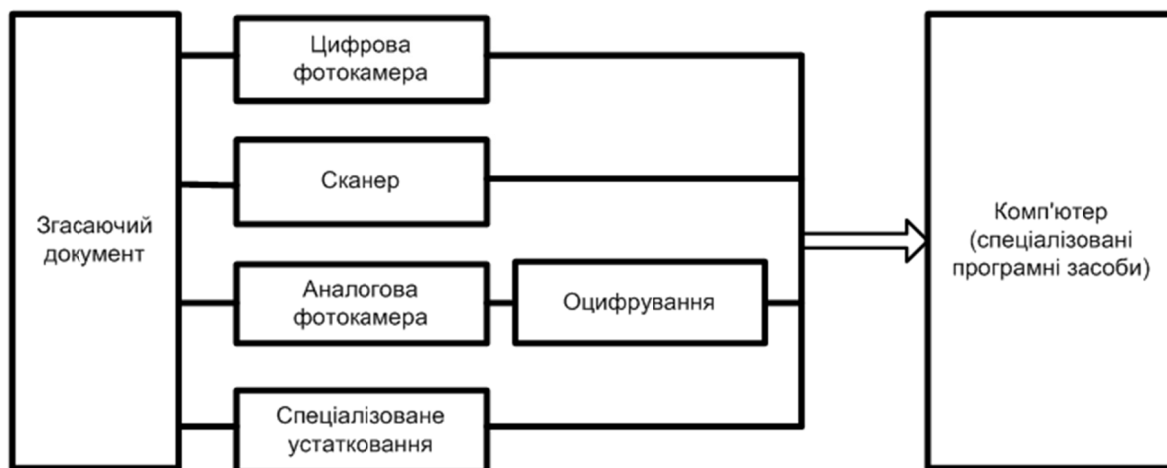 Згасаючий
документ
Цифрова
фотокамера
Сканер
Аналогова
фотокамера
Оцифрування
Спеціалізоване
устатковання
Комп'ютер
(спеціалізовані
програмні засоби)